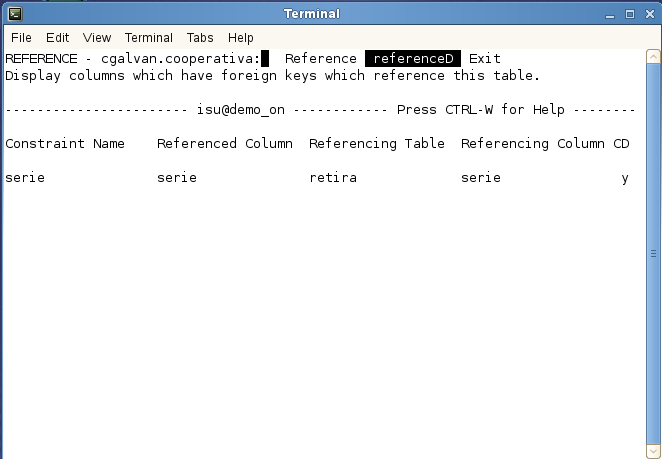 Terminal
File Edit View Terminal Tabs Help
REFERENCE - cgalvan.cooperativa: Reference referenceD Exit
Display columns which have foreign keys which reference this table.
----------------------- isu@demo_on ------------ Press CTRL-W for Help --------
Constraint Name Referenced Column Referencing Table Referencing Column CD
serie serie retira serie y